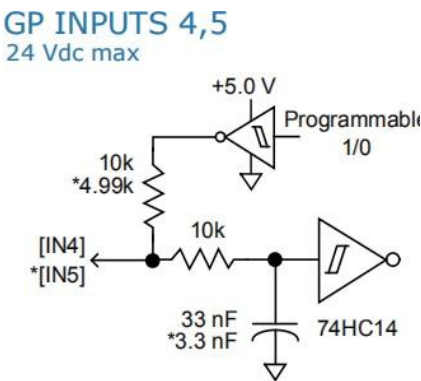 GP INPUTS 4,5
24 Vdc max
+5.0 V
Programmable
1/0
10k
*4.99k
10k
[IN4]
*[IN5]
33 nF
*3.3 nF
74HC14